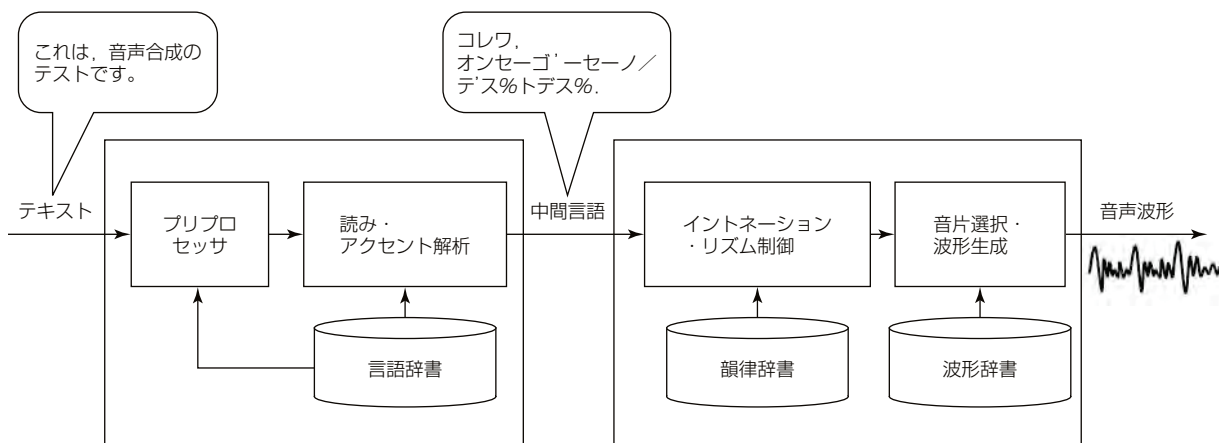 これは，音声合成の
テストです。
コレワ，
オンセーゴ'ーセーノ／
テ'ス%トデス%.
テキスト
プリプロ
セッサ
読み・
アクセント解析
中間言語
イントネーション
・リズム制御
音片選択・
波形生成
音声波形
言語辞書
韻律辞書
波形辞書